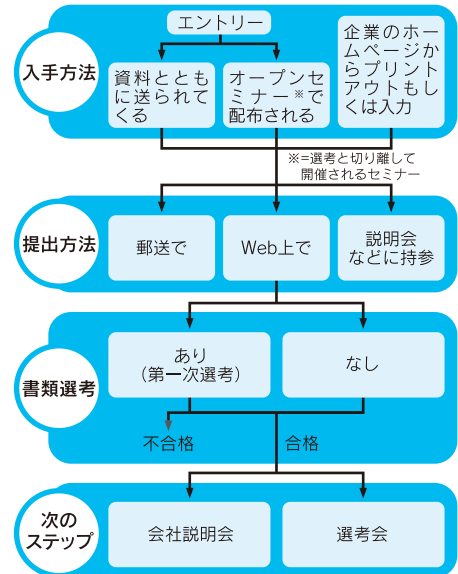 エントリー
入手方法
資料ととも
に送られて
くる
オープンセ
ミナー※で
配布される
企業のホー
ムページか
らプリント
アウトもし
くは入力
※=選考と切り離して
開催されるセミナー
提出方法
郵送で
Web上で
説明会
などに持参
書類選考
あり
（第一次選考）
なし
不合格
合格
次の
ステップ
会社説明会
選考会